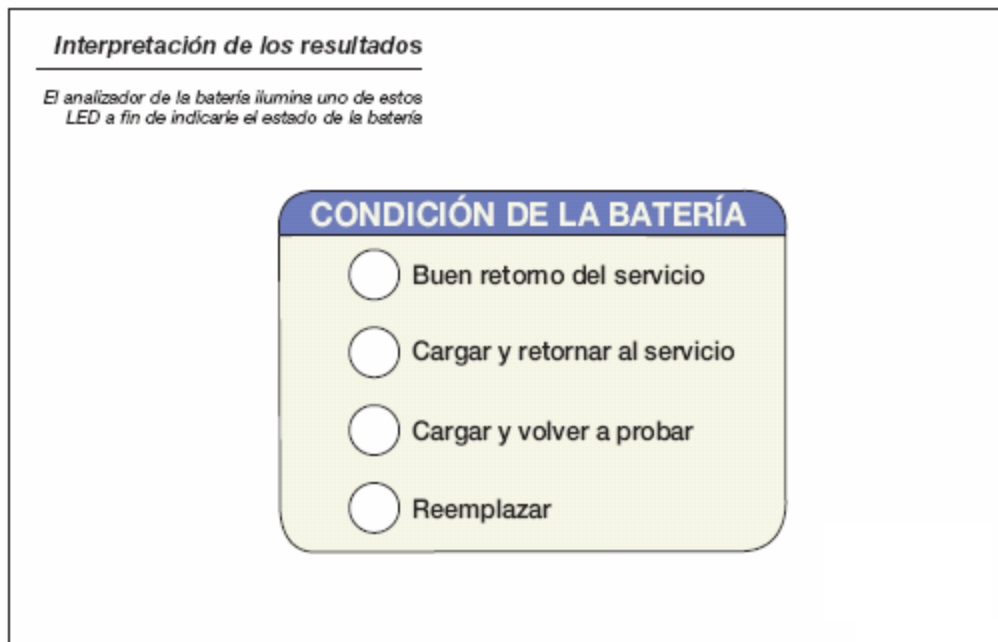 Interpretación de los resultados
El analizador de la batería ilumina uno de estos
LED a fin de indicarle el estado de la batería
CONDICIÓN DE LA BATERÍA
Buen retorno del servicio
Cargar y retornar al servicio
Cargar y volver a probar
Reemplazar